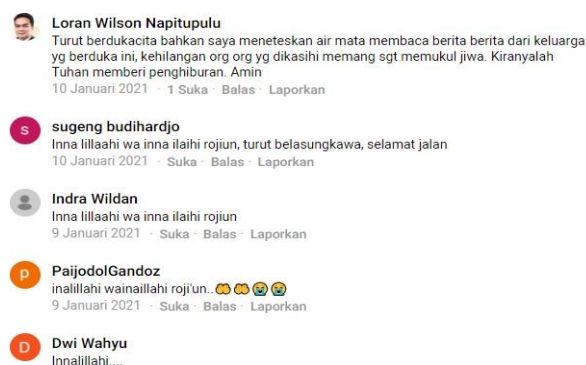 Loran Wilson Napitupulu
Turut berdukacita bahkan saya meneteskan air mata membaca berita berita dari keluarga
yg berduka ini, kehilangan org org yg dikasihi memang sgt memukul jiwa. Kiranyalah
Tuhan memberi penghiburan. Amin
10 Januari 2021 · 1 Suka · Balas · Laporkan
S
sugeng budihardjo
Inna lillaahi wa inna ilaihi rojiun, turut belasungkawa, selamat jalan
10 Januari 2021 · Suka · Balas · Laporkan
Indra Wildan
Inna lillaahi wa inna ilaihi rojiun
9 Januari 2021 · Suka · Balas · Laporkan
P
PaijodolGandoz
inalillahi wainaillahi roji'un..🤲🤲😭😭
9 Januari 2021 · Suka · Balas · Laporkan
D
Dwi Wahyu
Innalillahi....